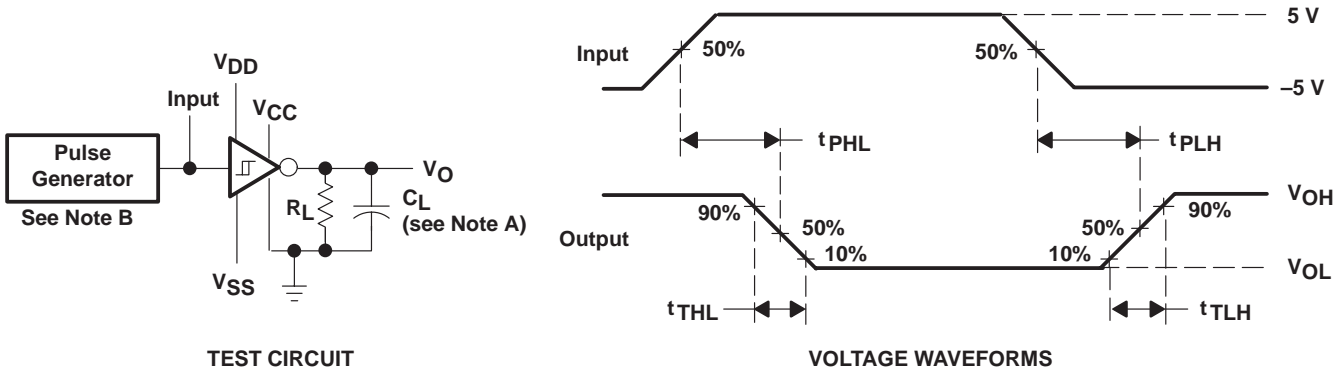 Input
VDD
VCC
Pulse
Generator
See Note B
VSS
RL
CL
(see Note A)
VO
TEST CIRCUIT
Input
50%
50%
5 V
–5 V
tPHL
tPLH
Output
90%
50%
10%
10%
50%
90%
VOH
VOL
tTHL
tTLH
VOLTAGE WAVEFORMS